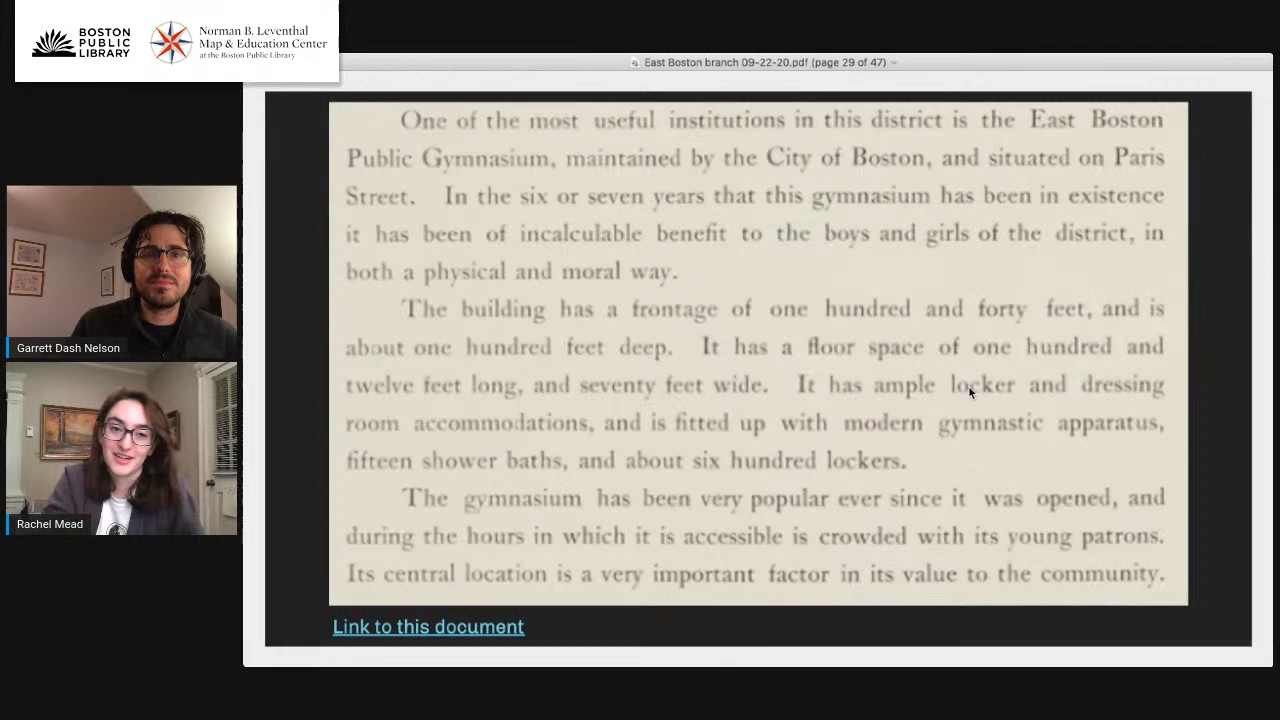 BOSTON
PUBLIC
LIBRARY
Norman B. Leventhal
Map & Education Center
at the Boston Public Library
East Boston branch 09-22-20.pdf (page 29 of 47)
One of the most useful institutions in this district is the East Boston
Public Gymnasium, maintained by the City of Boston, and situated on Paris
Street. In the six or seven years that this gymnasium has been in existence
it has been of incalculable benefit to the boys and girls of the district, in
both a physical and moral way.
The building has a frontage of one hundred and forty feet, and is
about one hundred feet deep. It has a floor space of one hundred and
twelve feet long, and seventy feet wide. It has ample locker and dressing
room accommodations, and is fitted up with modern gymnastic apparatus,
fifteen shower baths, and about six hundred lockers.
The gymnasium has been very popular ever since it was opened, and
during the hours in which it is accessible is crowded with its young patrons.
Its central location is a very important factor in its value to the community.
Link to this document
Garrett Dash Nelson
Rachel Mead